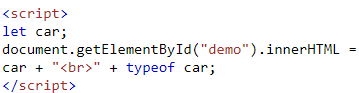 <script>
let car;
document.getElementById("demo").innerHTML =
car + "<br>" + typeof car;
</script>